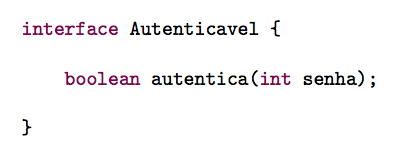 interface Autenticavel {
boolean autentica(int senha);
}